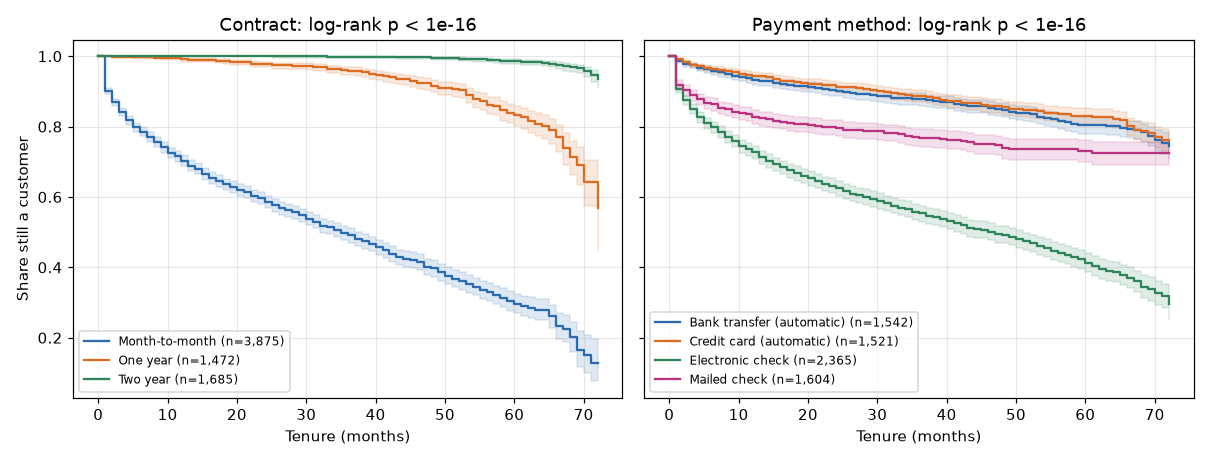 Contract: log-rank p < 1e-16
Share still a customer
1.0
0.8
0.6
0.4
0.2
Month-to-month (n=3,875)
One year (n=1,472)
Two year (n=1,685)
0 10 20 30 40 50 60 70
Tenure (months)
Payment method: log-rank p < 1e-16
Bank transfer (automatic) (n=1,542)
Credit card (automatic) (n=1,521)
Electronic check (n=2,365)
Mailed check (n=1,604)
0 10 20 30 40 50 60 70
Tenure (months)